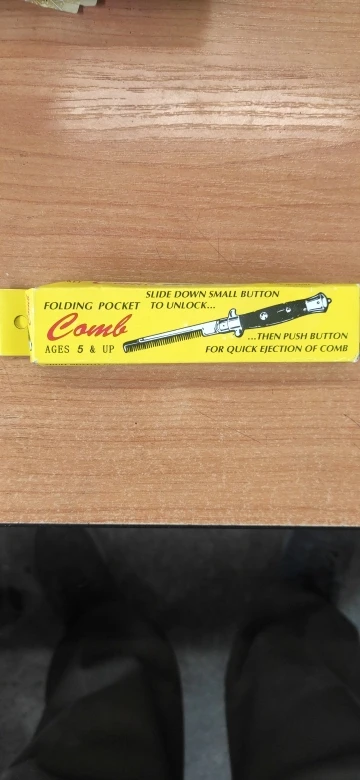 SLIDE DOWN SMALL BUTTON
FOLDING POCKET TO UNLOCK...
Comb
...THEN PUSH BUTTON
AGES 5 & UP FOR QUICK EJECTION OF COMB